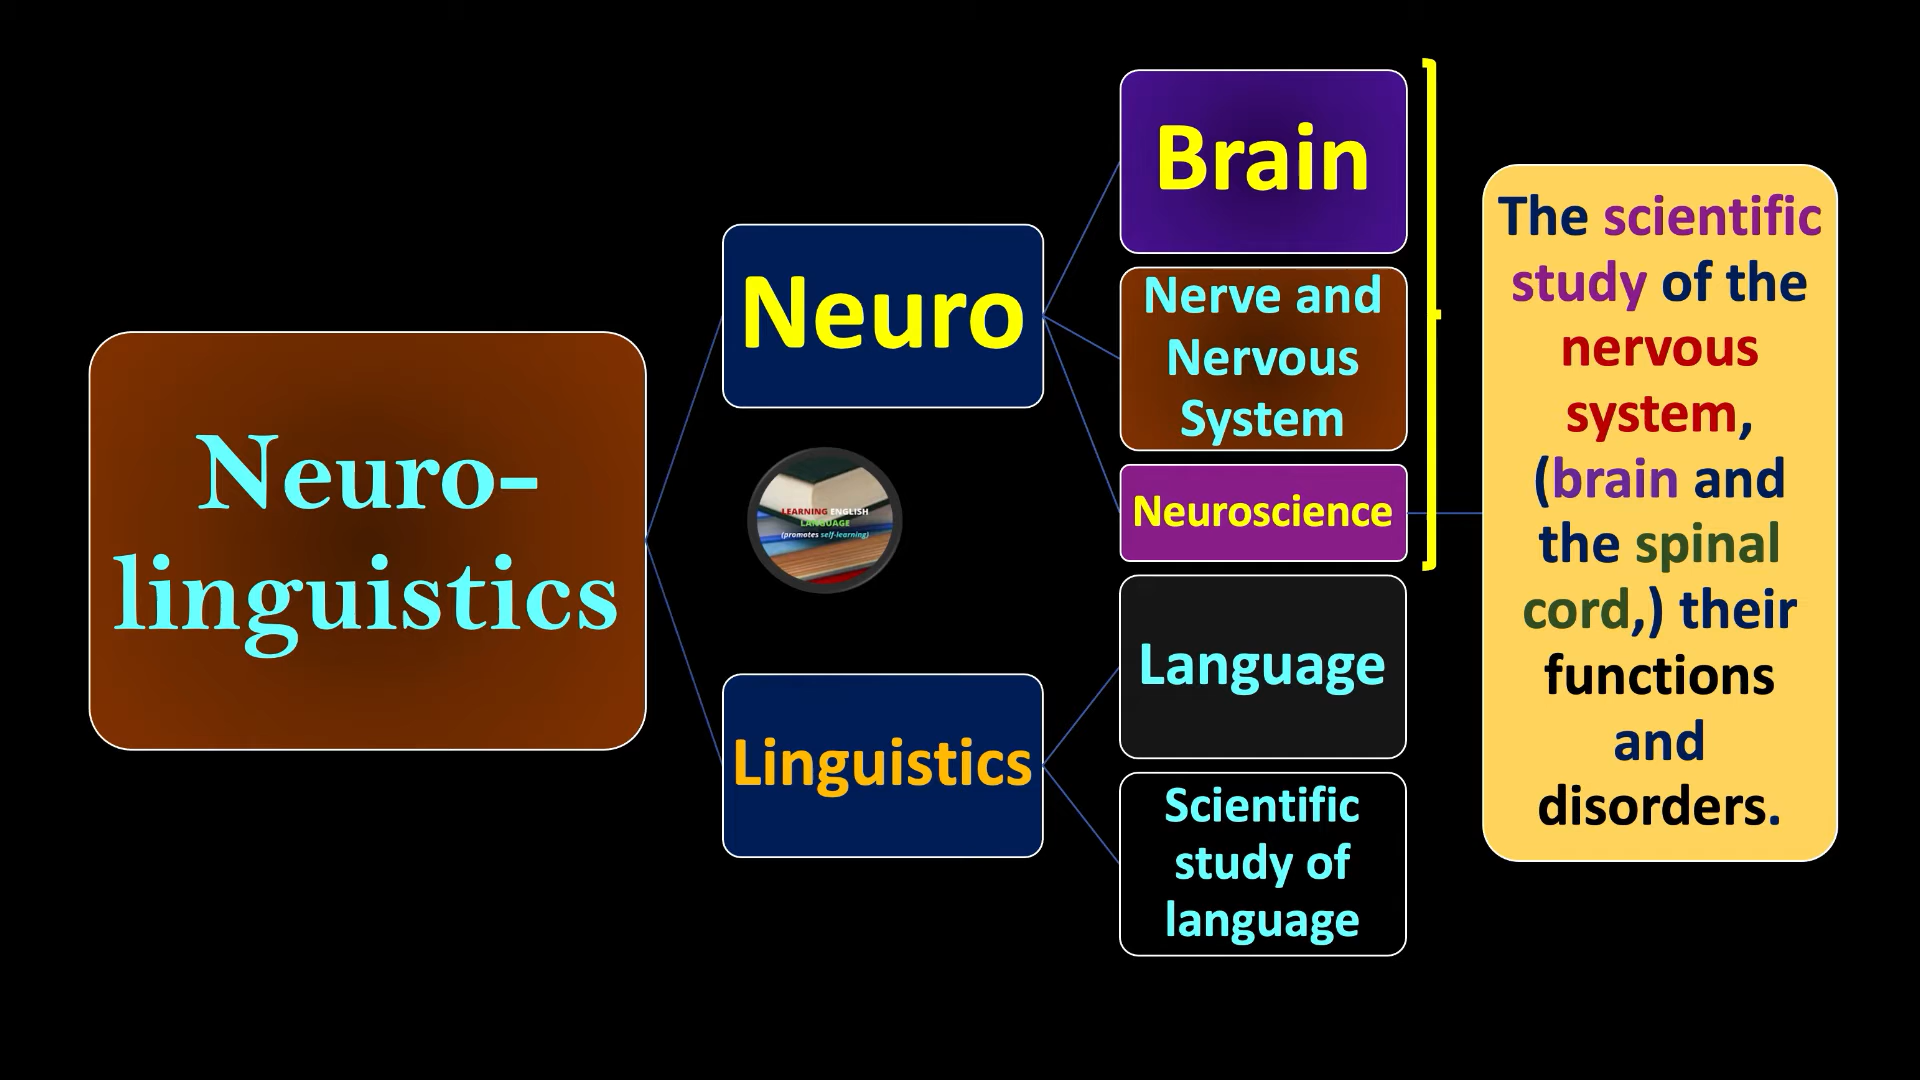 Neuro-
linguistics
Neuro
Linguistics
LEARNING ENGLISH
LANGUAGE
(promotes self-learning)
Brain
Nerve and
Nervous
System
Neuroscience
Language
Scientific
study of
language
The scientific
study of the
nervous
system,
(brain and
the spinal
cord,) their
functions
and
disorders.